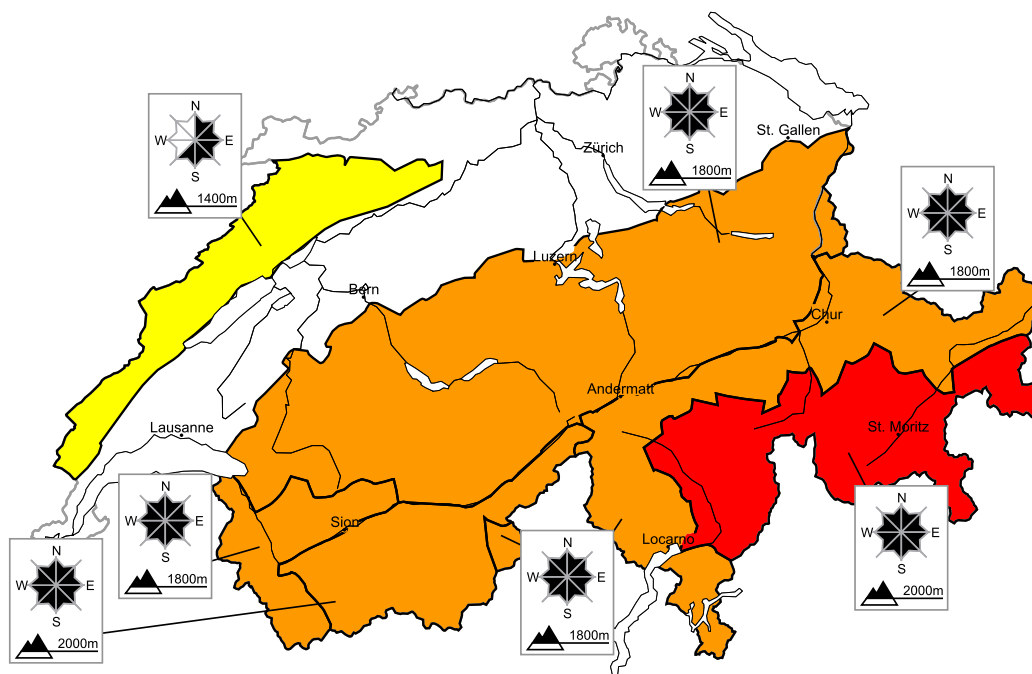 N
W E
S
1400m
N
W E
S
1800m
St. Gallen
Zürich
N
W E
S
1800m
Luzern
Bern
Chur
Andermatt
Lausanne
St. Moritz
N
W E
S
1800m
Sion
N
W E
S
2000m
Locarno
N
W E
S
1800m
N
W E
S
2000m